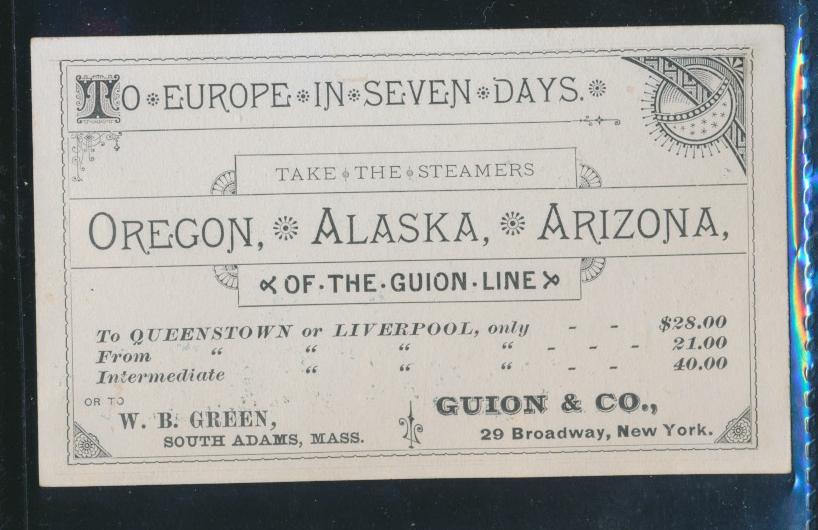 TO EUROPE IN SEVEN DAYS.
TAKE THE STEAMERS
OREGON, ALASKA, ARIZONA,
OF·THE·GUION·LINE
To QUEENSTOWN or LIVERPOOL, only - - $28.00
From " " " " - - - 21.00
Intermediate " " " - - 40.00
OR TO
W. B. GREEN,
SOUTH ADAMS, MASS.
GUION & CO.,
29 Broadway, New York.